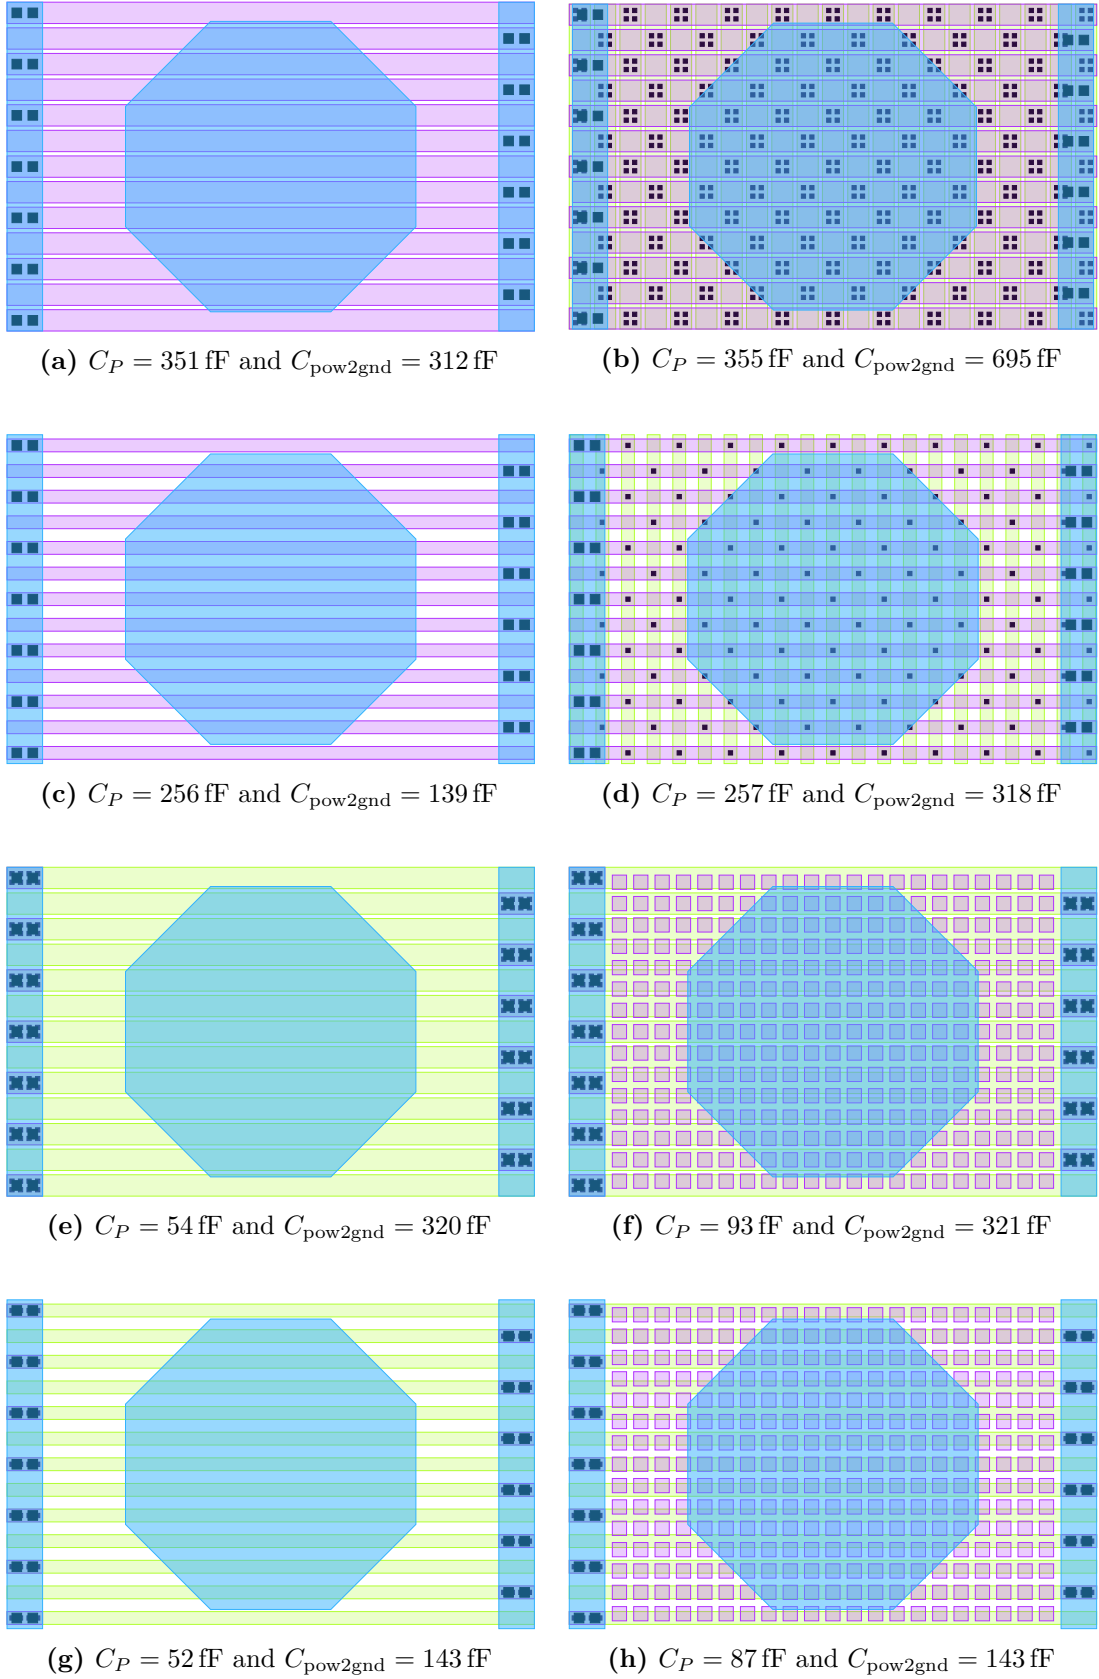 (a) C_P = 351 fF and C_pow2gnd = 312 fF
(b) C_P = 355 fF and C_pow2gnd = 695 fF
(c) C_P = 256 fF and C_pow2gnd = 139 fF
(d) C_P = 257 fF and C_pow2gnd = 318 fF
(e) C_P = 54 fF and C_pow2gnd = 320 fF
(f) C_P = 93 fF and C_pow2gnd = 321 fF
(g) C_P = 52 fF and C_pow2gnd = 143 fF
(h) C_P = 87 fF and C_pow2gnd = 143 fF